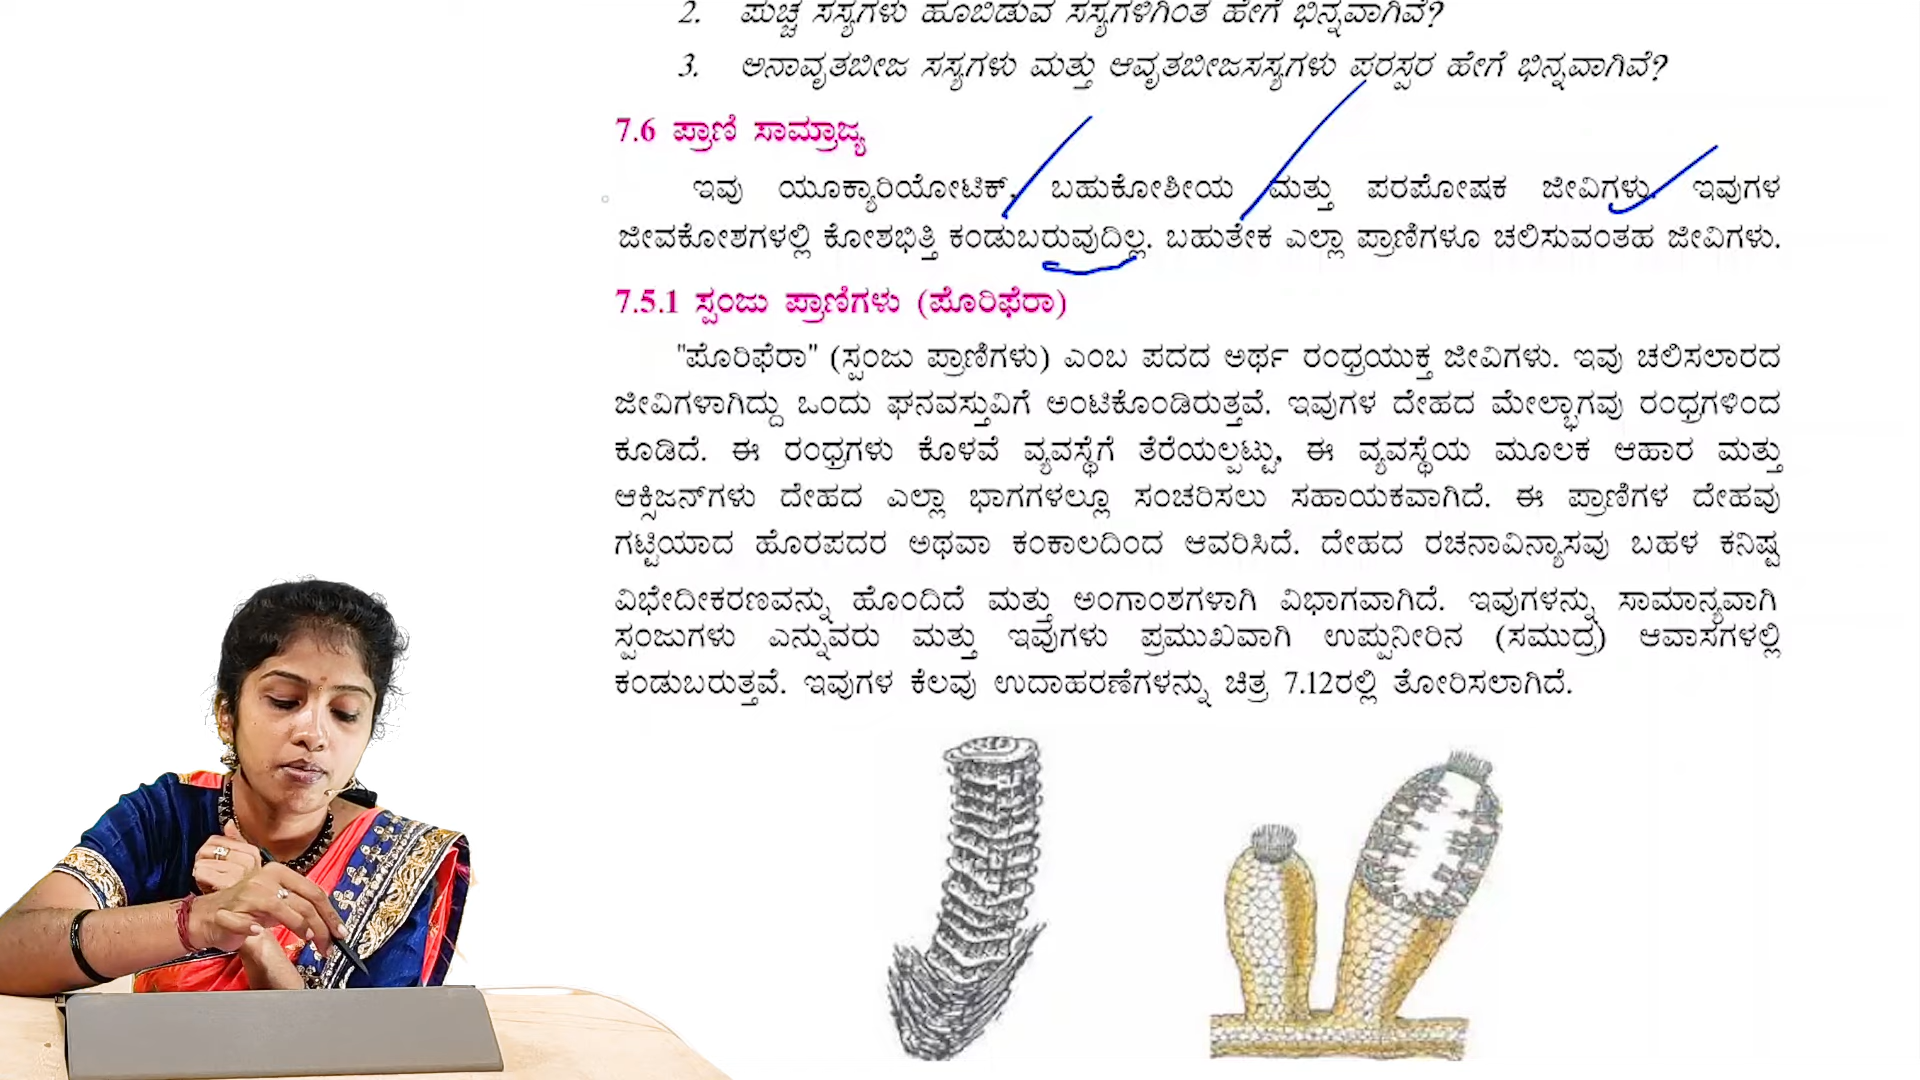 2. ಪುಚ್ಚ ಸಸ್ಯಗಳು ಹೂಬಿಡುವ ಸಸ್ಯಗಳಿಗಿಂತ ಹೇಗೆ ಭಿನ್ನವಾಗಿವೆ?
3. ಅನಾವೃತಬೀಜ ಸಸ್ಯಗಳು ಮತ್ತು ಆವೃತಬೀಜಸಸ್ಯಗಳು ಪರಸ್ಪರ ಹೇಗೆ ಭಿನ್ನವಾಗಿವೆ?
7.6 ಪ್ರಾಣಿ ಸಾಮ್ರಾಜ್ಯ
ಇವು ಯೂಕ್ಯಾರಿಯೋಟಿಕ್, ಬಹುಕೋಶೀಯ ಮತ್ತು ಪರಪೋಷಕ ಜೀವಿಗಳು. ಇವುಗಳ
ಜೀವಕೋಶಗಳಲ್ಲಿ ಕೋಶಭಿತ್ತಿ ಕಂಡುಬರುವುದಿಲ್ಲ. ಬಹುತೇಕ ಎಲ್ಲಾ ಪ್ರಾಣಿಗಳೂ ಚಲಿಸುವಂತಹ ಜೀವಿಗಳು.
7.5.1 ಸ್ಪಂಜು ಪ್ರಾಣಿಗಳು (ಪೊರಿಫೆರಾ)
"ಪೊರಿಫೆರಾ" (ಸ್ಪಂಜು ಪ್ರಾಣಿಗಳು) ಎಂಬ ಪದದ ಅರ್ಥ ರಂಧ್ರಯುಕ್ತ ಜೀವಿಗಳು. ಇವು ಚಲಿಸಲಾರದ
ಜೀವಿಗಳಾಗಿದ್ದು ಒಂದು ಘನವಸ್ತುವಿಗೆ ಅಂಟಿಕೊಂಡಿರುತ್ತವೆ. ಇವುಗಳ ದೇಹದ ಮೇಲ್ಭಾಗವು ರಂಧ್ರಗಳಿಂದ
ಕೂಡಿದೆ. ಈ ರಂಧ್ರಗಳು ಕೊಳವೆ ವ್ಯವಸ್ಥೆಗೆ ತೆರೆಯಲ್ಪಟ್ಟು, ಈ ವ್ಯವಸ್ಥೆಯ ಮೂಲಕ ಆಹಾರ ಮತ್ತು
ಆಕ್ಸಿಜನ್‌ಗಳು ದೇಹದ ಎಲ್ಲಾ ಭಾಗಗಳಲ್ಲೂ ಸಂಚರಿಸಲು ಸಹಾಯಕವಾಗಿದೆ. ಈ ಪ್ರಾಣಿಗಳ ದೇಹವು
ಗಟ್ಟಿಯಾದ ಹೊರಪದರ ಅಥವಾ ಕಂಕಾಲದಿಂದ ಆವರಿಸಿದೆ. ದೇಹದ ರಚನಾವಿನ್ಯಾಸವು ಬಹಳ ಕನಿಷ್ಟ
ವಿಭೇದೀಕರಣವನ್ನು ಹೊಂದಿದೆ ಮತ್ತು ಅಂಗಾಂಶಗಳಾಗಿ ವಿಭಾಗವಾಗಿದೆ. ಇವುಗಳನ್ನು ಸಾಮಾನ್ಯವಾಗಿ
ಸ್ಪಂಜುಗಳು ಎನ್ನುವರು ಮತ್ತು ಇವುಗಳು ಪ್ರಮುಖವಾಗಿ ಉಪ್ಪುನೀರಿನ (ಸಮುದ್ರ) ಆವಾಸಗಳಲ್ಲಿ
ಕಂಡುಬರುತ್ತವೆ. ಇವುಗಳ ಕೆಲವು ಉದಾಹರಣೆಗಳನ್ನು ಚಿತ್ರ 7.12ರಲ್ಲಿ ತೋರಿಸಲಾಗಿದೆ.